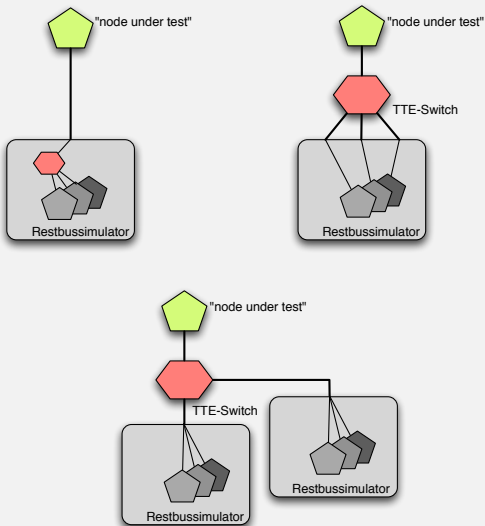 "node under test"
Restbussimulator
"node under test"
TTE-Switch
Restbussimulator
"node under test"
TTE-Switch
Restbussimulator
Restbussimulator